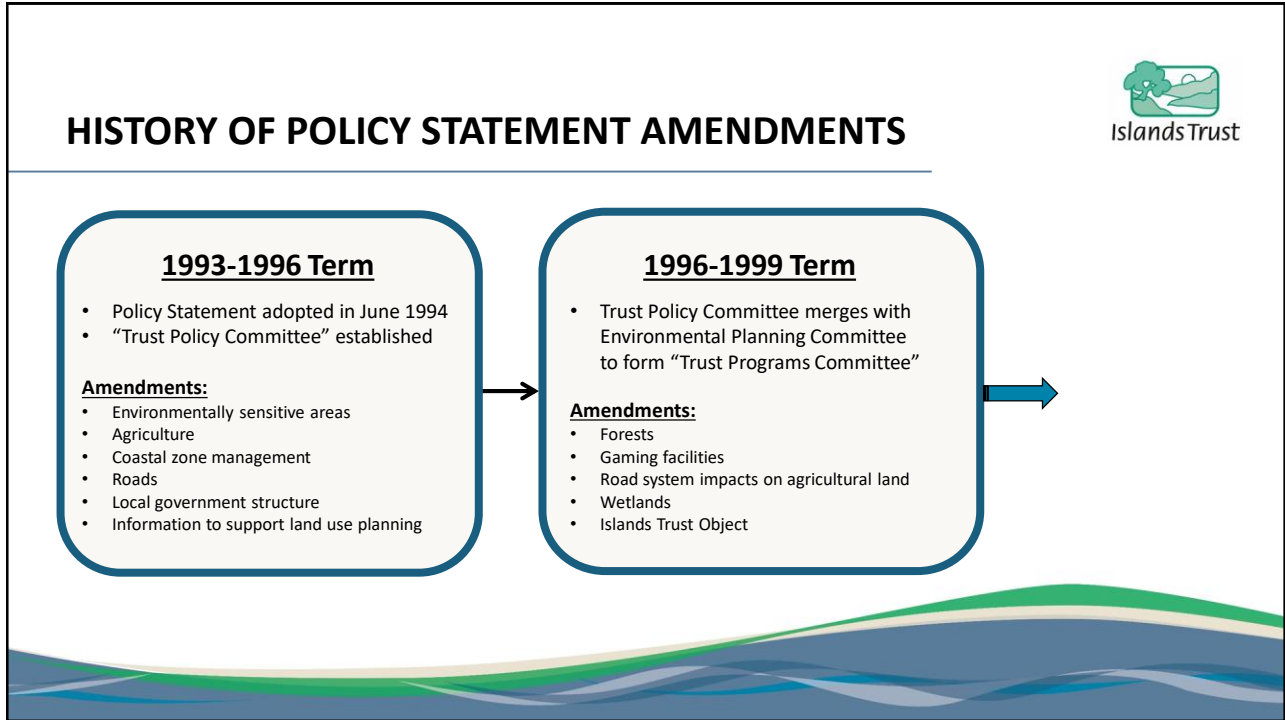 HISTORY OF POLICY STATEMENT AMENDMENTS
Islands Trust
1993-1996 Term
• Policy Statement adopted in June 1994
• “Trust Policy Committee” established
Amendments:
• Environmentally sensitive areas
• Agriculture
• Coastal zone management
• Roads
• Local government structure
• Information to support land use planning
1996-1999 Term
• Trust Policy Committee merges with
Environmental Planning Committee
to form “Trust Programs Committee”
Amendments:
• Forests
• Gaming facilities
• Road system impacts on agricultural land
• Wetlands
• Islands Trust Object